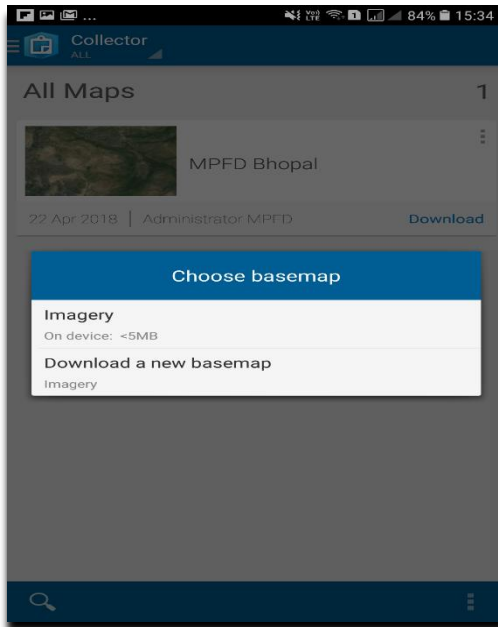 ... 84% 15:34
Collector
ALL
All Maps 1
MPFD Bhopal
22 Apr 2018 | Administrator MPFD Download
Choose basemap
Imagery
On device: <5MB
Download a new basemap
Imagery